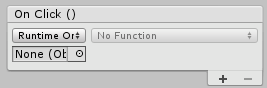 On Click ()
Runtime Or No Function
None (Ob